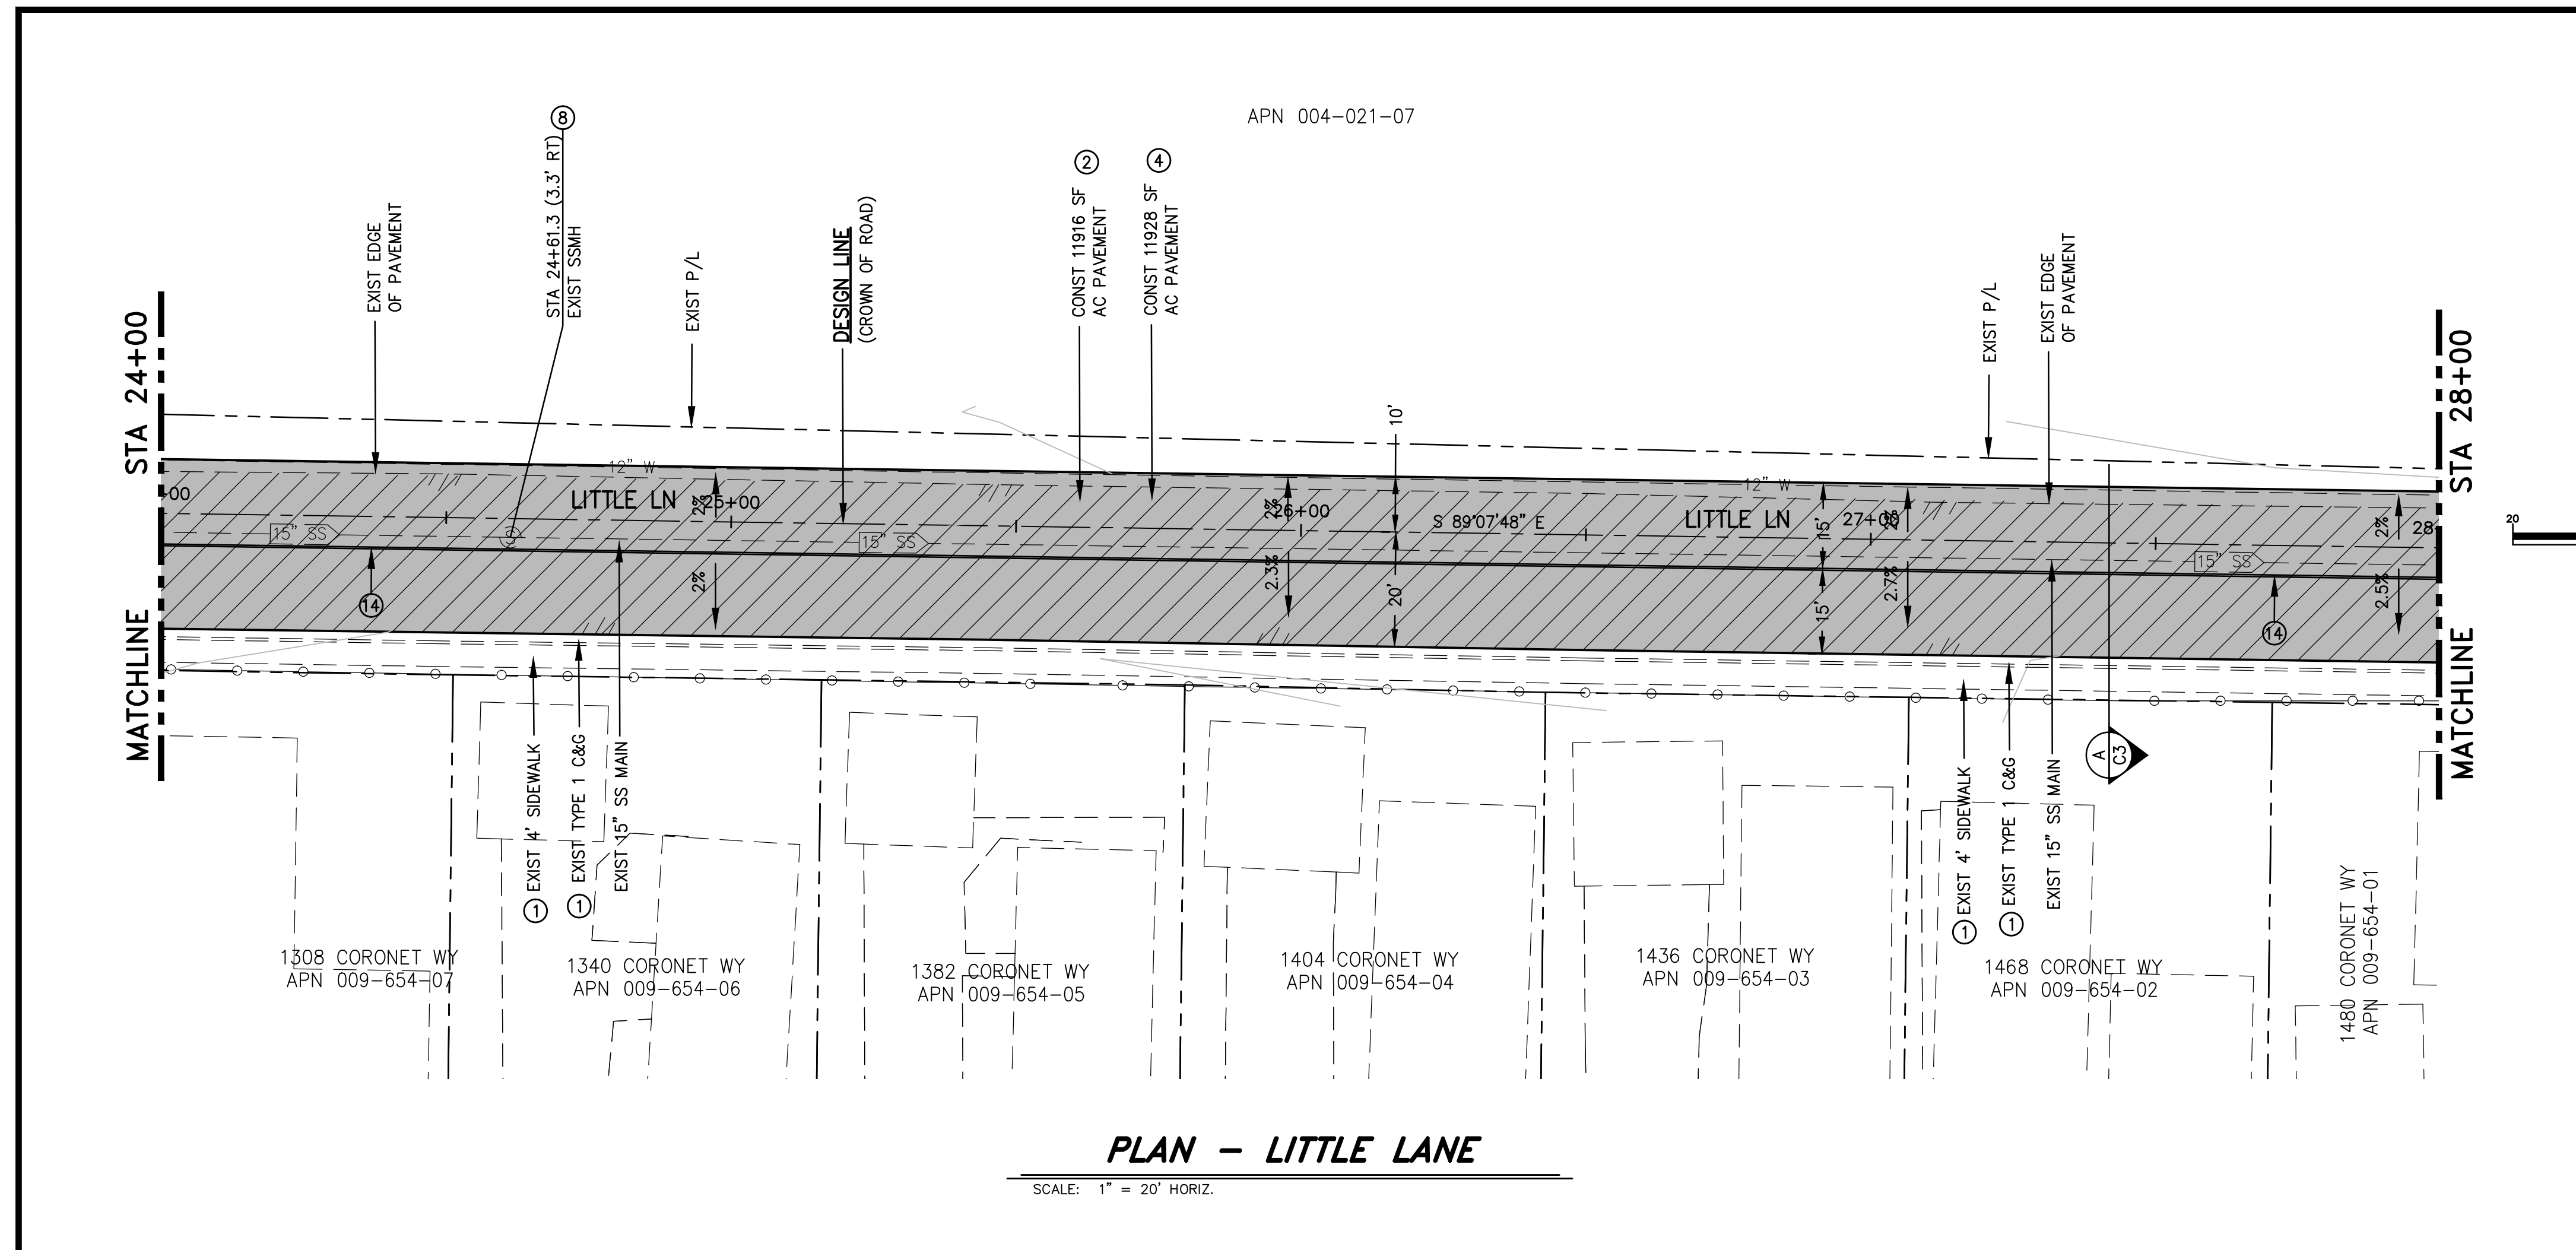 APN 004-021-07
8
STA 24+61.3 (3.3' RT)
EXIST SSMH
2
CONST 11916 SF
AC PAVEMENT
4
CONST 11928 SF
AC PAVEMENT
EXIST EDGE
OF PAVEMENT
EXIST P/L
DESIGN LINE
(CROWN OF ROAD)
EXIST P/L
EXIST EDGE
OF PAVEMENT
STA 24+00
MATCHLINE
STA 28+00
MATCHLINE
10'
12" W
12" W
+00
LITTLE LN
25+00
2%
2%
26+00
S 89°07'48" E
LITTLE LN
15'
27+00
2%
2%
28
20
15" SS
S
15" SS
15" SS
14
2%
2.3%
20'
15'
2.7%
2.5%
14
EXIST 4' SIDEWALK
1
EXIST TYPE 1 C&G
1
EXIST 15" SS MAIN
EXIST 4' SIDEWALK
1
EXIST TYPE 1 C&G
1
EXIST 15" SS MAIN
A
C3
1308 CORONET WY
APN 009-654-07
1340 CORONET WY
APN 009-654-06
1382 CORONET WY
APN 009-654-05
1404 CORONET WY
APN 009-654-04
1436 CORONET WY
APN 009-654-03
1468 CORONET WY
APN 009-654-02
1480 CORONET WY
APN 009-654-01
PLAN - LITTLE LANE
SCALE: 1" = 20' HORIZ.